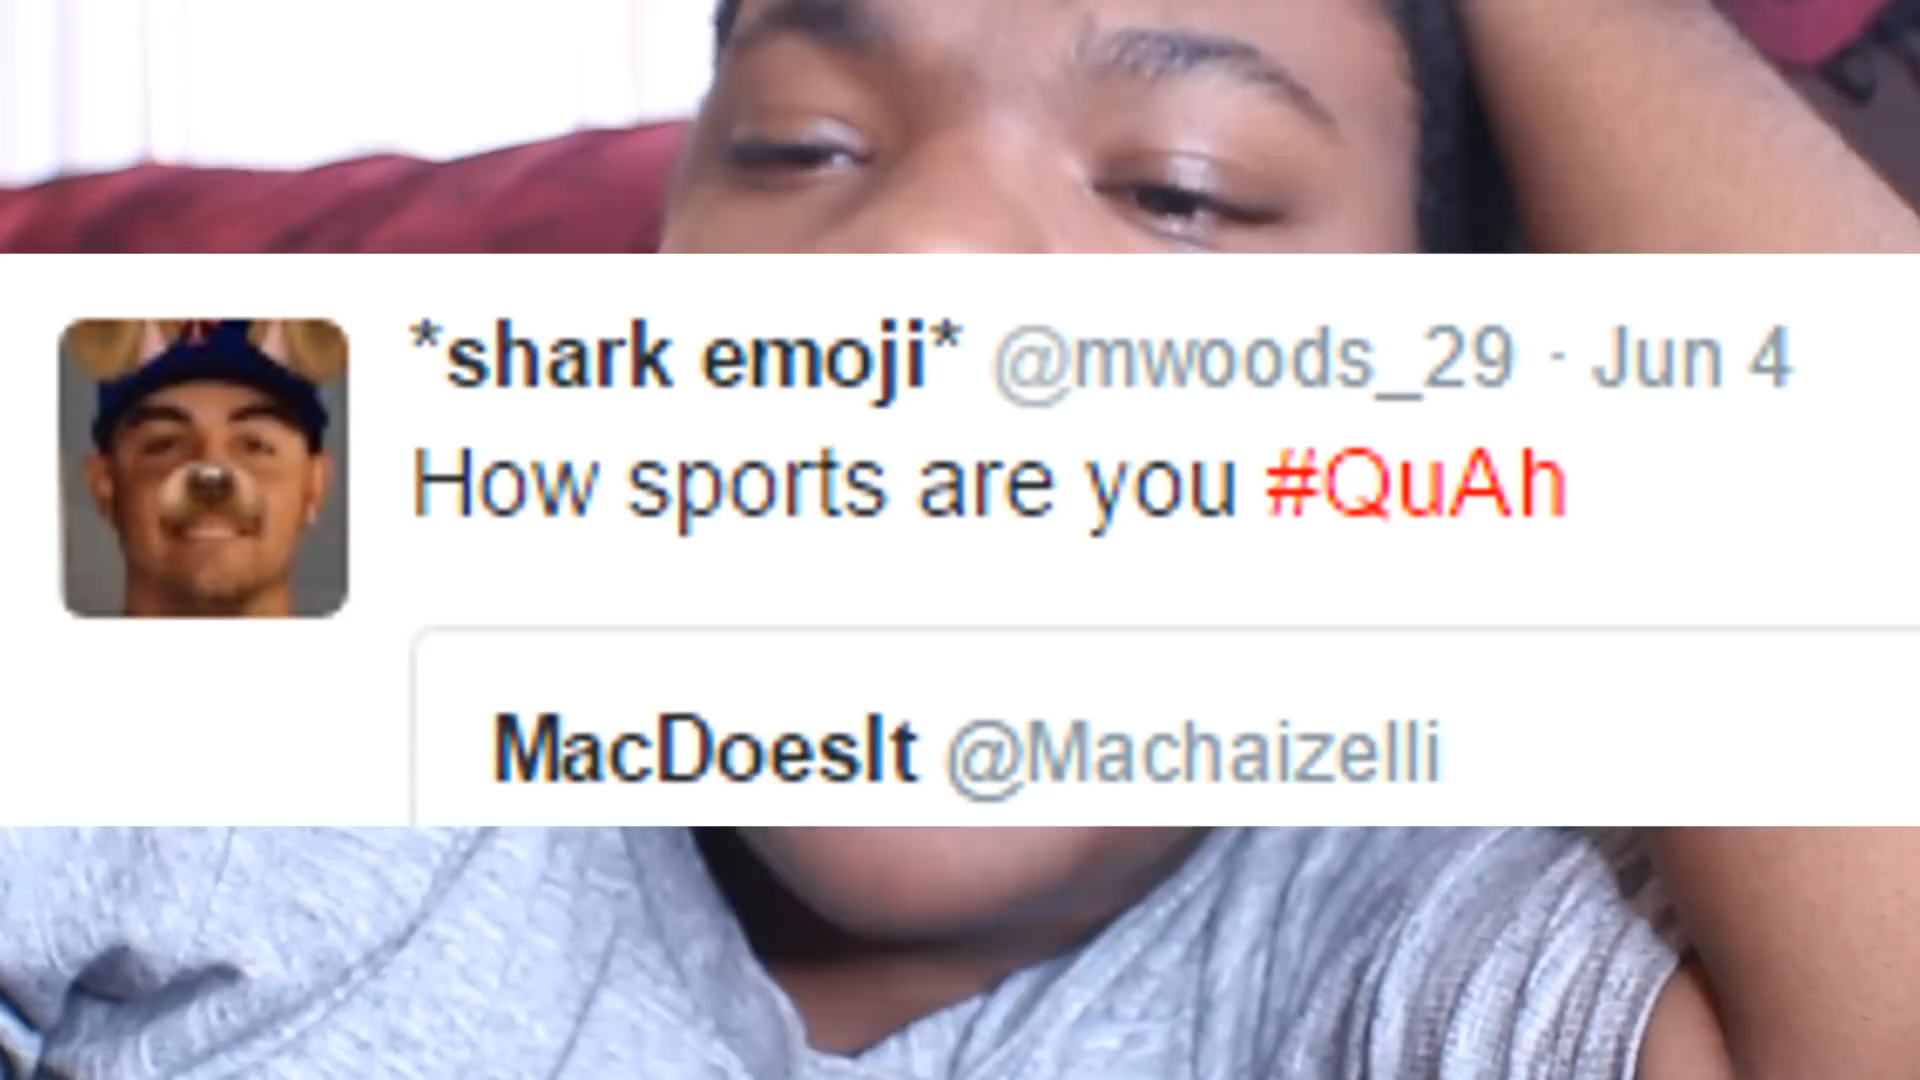 *shark emoji* @mwoods_29 · Jun 4
How sports are you #QuAh
MacDoesIt @Machaizelli